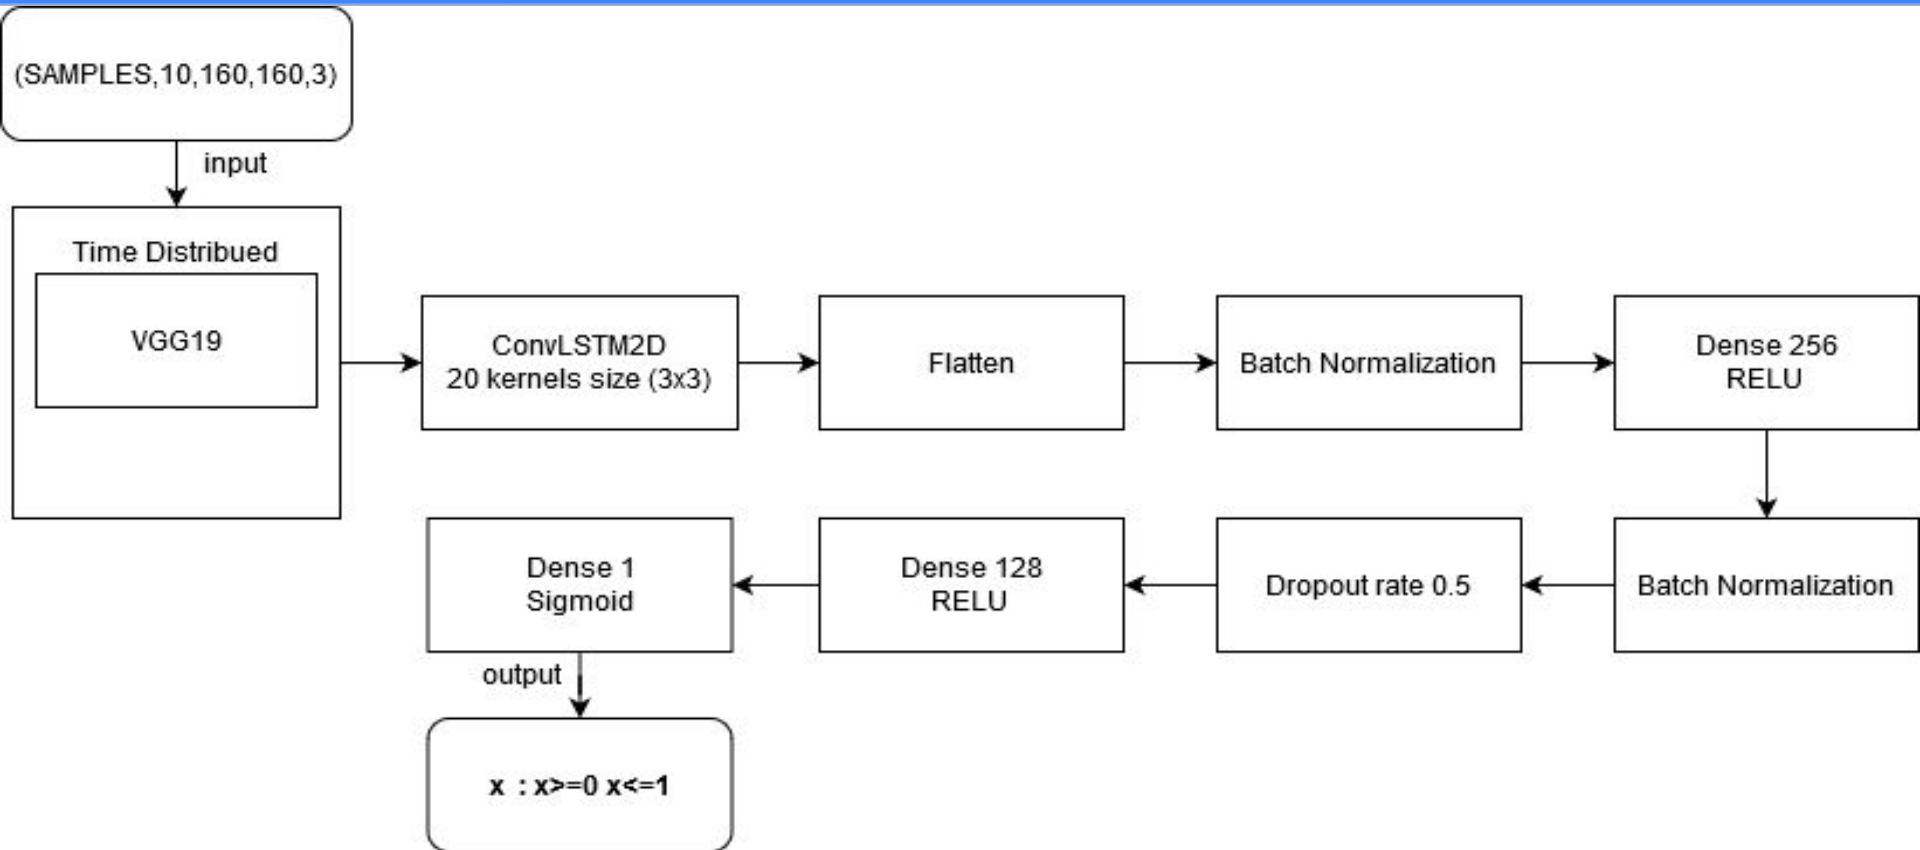 (SAMPLES,10,160,160,3)
input
Time Distribued
VGG19
ConvLSTM2D
20 kernels size (3x3)
Flatten
Batch Normalization
Dense 256
RELU
Batch Normalization
Dropout rate 0.5
Dense 128
RELU
Dense 1
Sigmoid
output
x : x>=0 x<=1